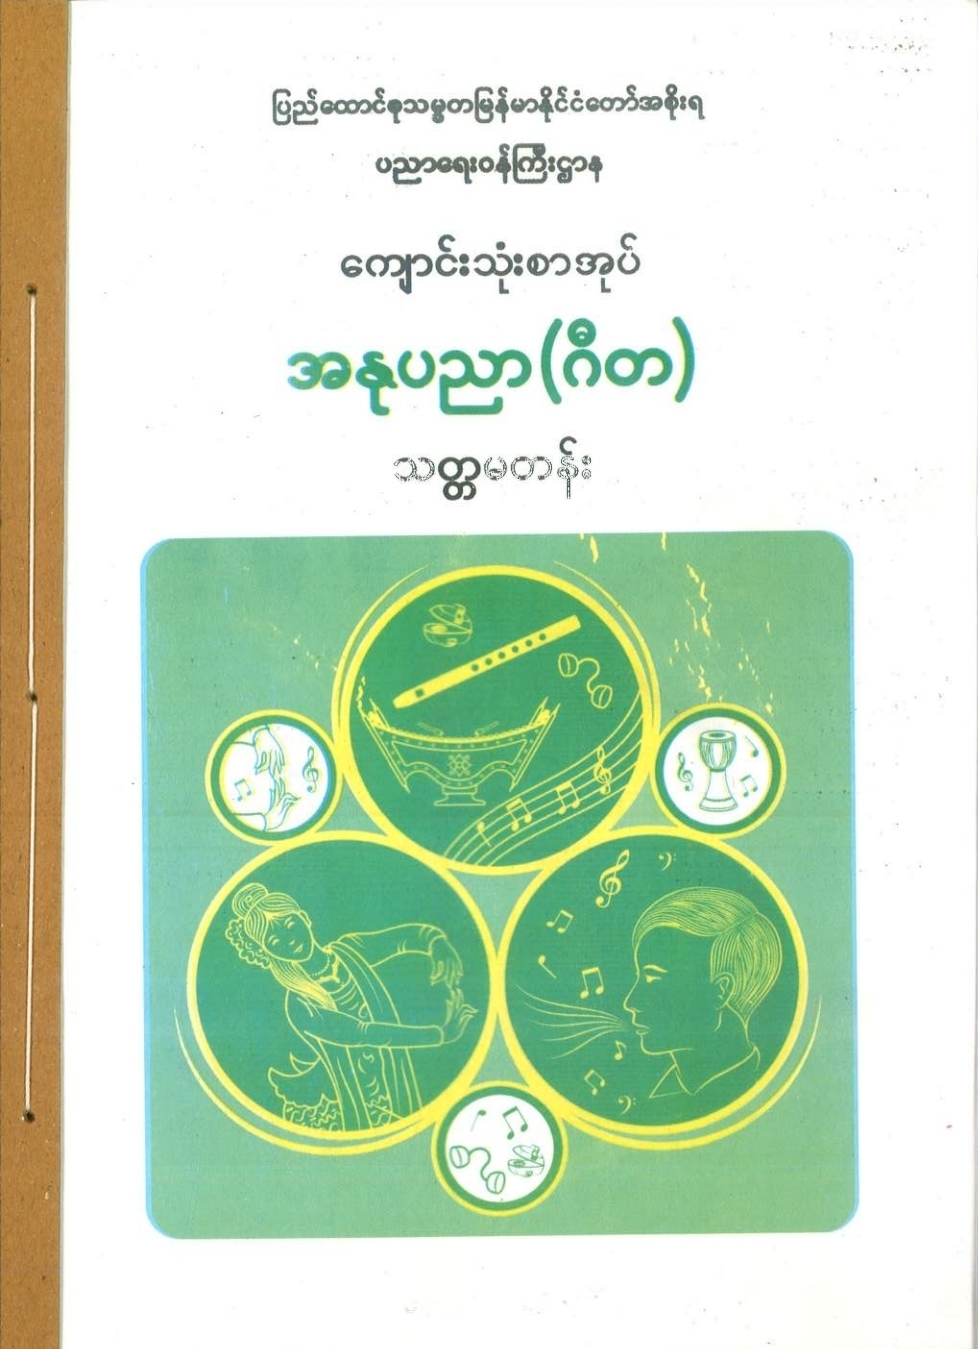 ပြည်ထောင်စုသမ္မတမြန်မာနိုင်ငံတော်အစိုးရ
ပညာရေးဝန်ကြီးဌာန
ကျောင်းသုံးစာအုပ်
အနုပညာ(ဂီတ)
သတ္တမတန်း